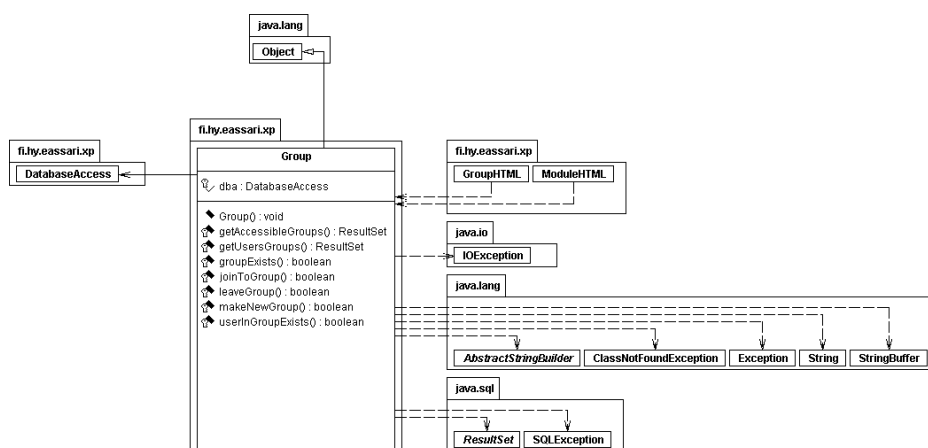 java.lang
Object
fi.hy.eassari.xp
fi.hy.eassari.xp
DatabaseAccess
Group
dba : DatabaseAccess
Group() : void
getAccessibleGroups() : ResultSet
getUsersGroups() : ResultSet
groupExists() : boolean
joinToGroup() : boolean
leaveGroup() : boolean
makeNewGroup() : boolean
userInGroupExists() : boolean
fi.hy.eassari.xp
GroupHTML ModuleHTML
java.io
IOException
java.lang
AbstractStringBuilder ClassNotFoundException Exception String StringBuffer
java.sql
ResultSet SQLException